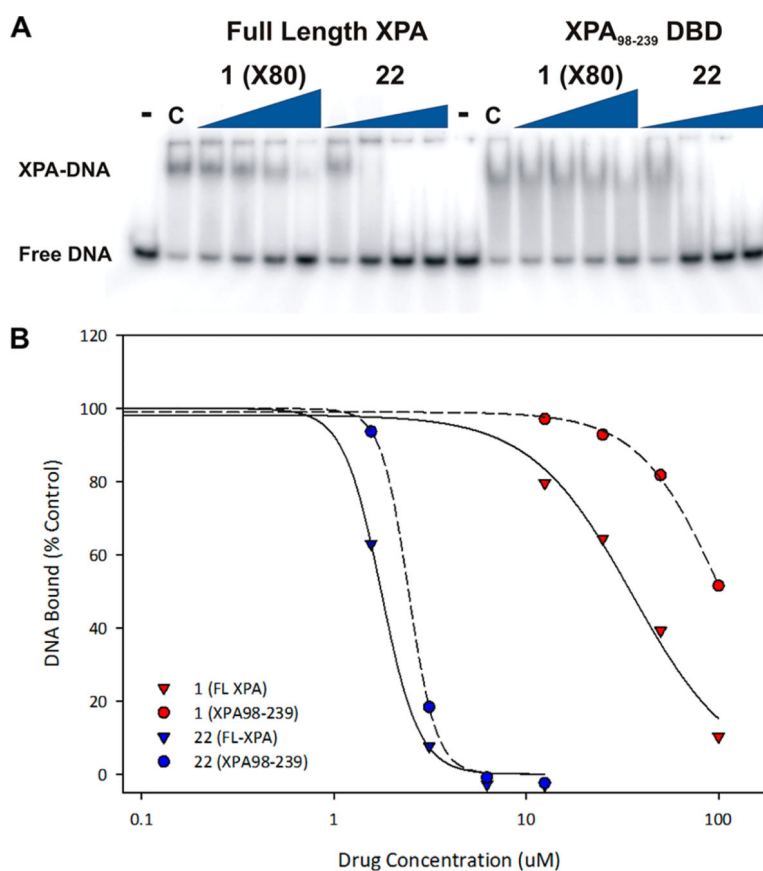 A
Full Length XPA XPA98-239 DBD
1 (X80) 22 1 (X80) 22
- C - C
XPA-DNA
Free DNA
B
120
100
80
60
40
20
0
DNA Bound (% Control)
1 (FL XPA)
1 (XPA98-239)
22 (FL-XPA)
22 (XPA98-239)
0.1 1 10 100
Drug Concentration (uM)